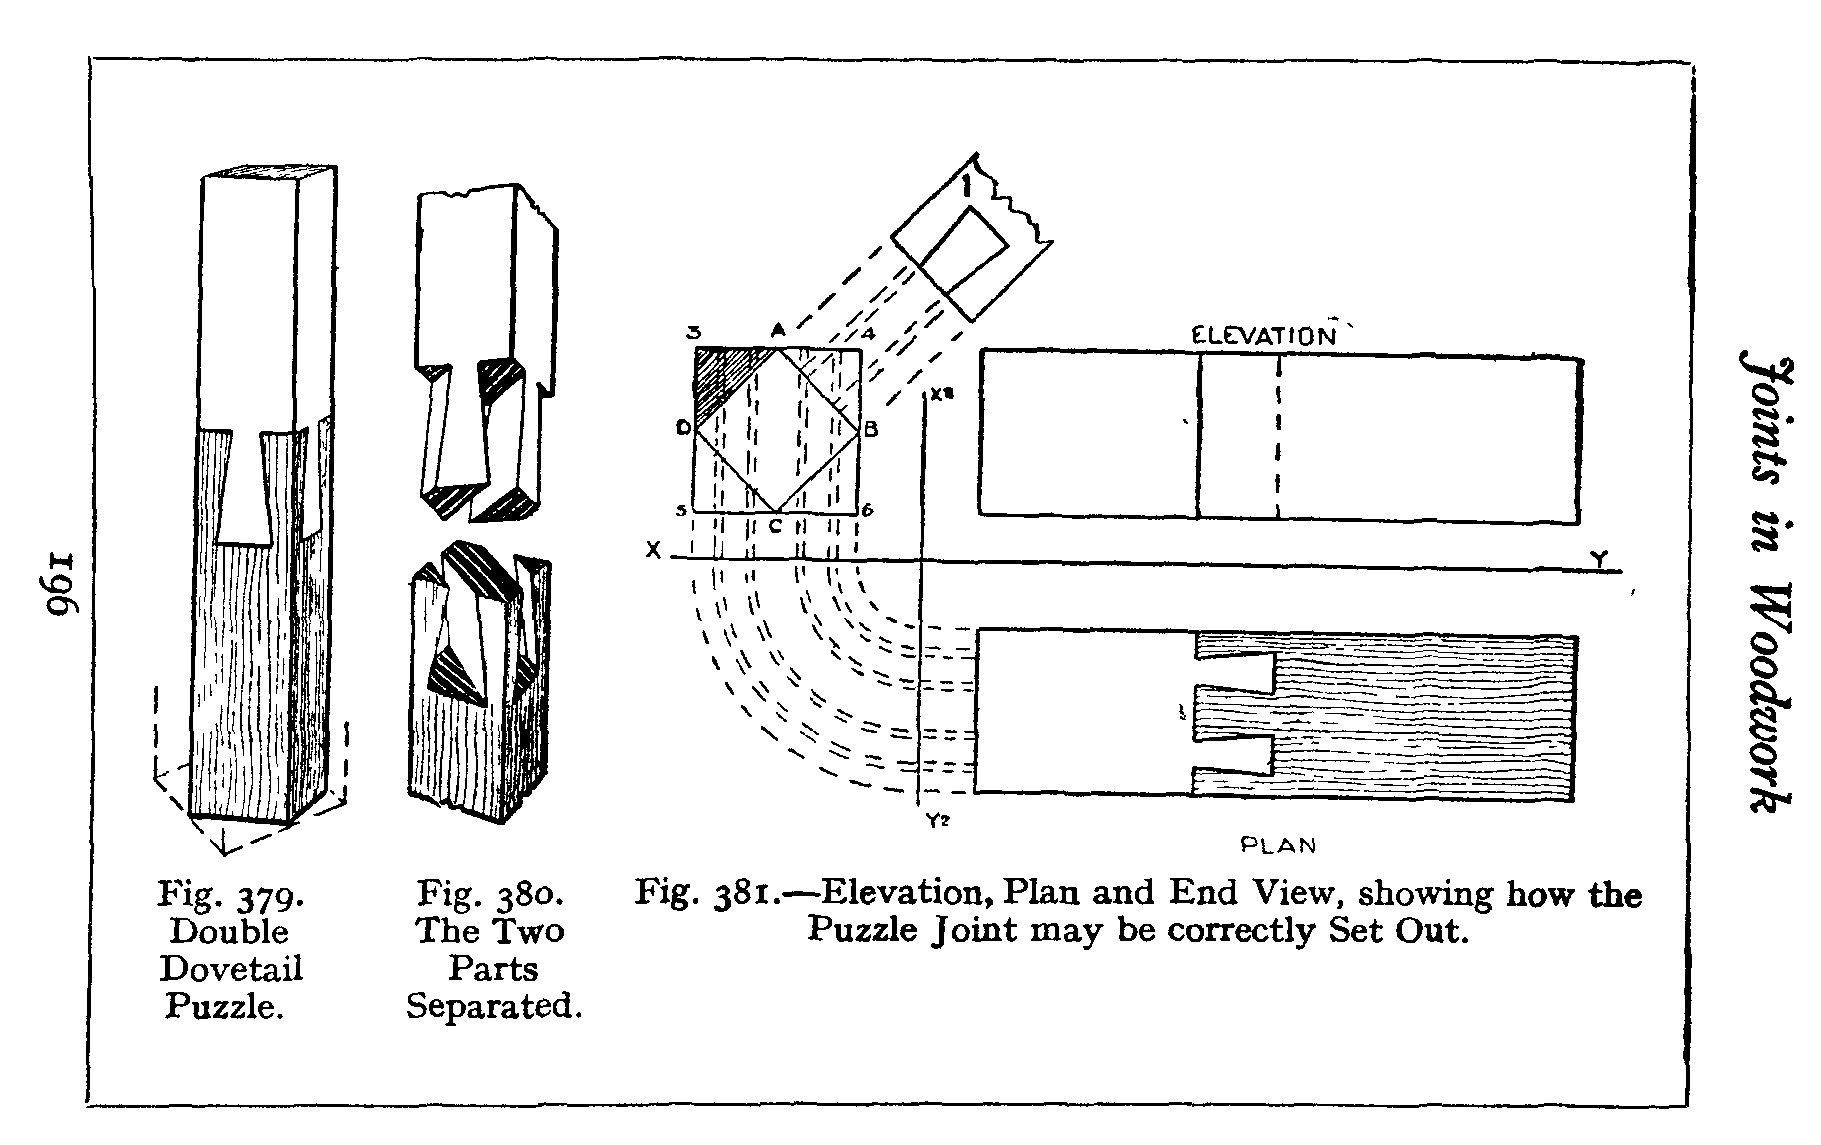 Joints in Woodwork
196
1
3
A
4
D
B
5
C
6
X
Y
X2
Y2
ELEVATION
PLAN
Fig. 379.
Double
Dovetail
Puzzle.
Fig. 380.
The Two
Parts
Separated.
Fig. 381.—Elevation, Plan and End View, showing how the
Puzzle Joint may be correctly Set Out.